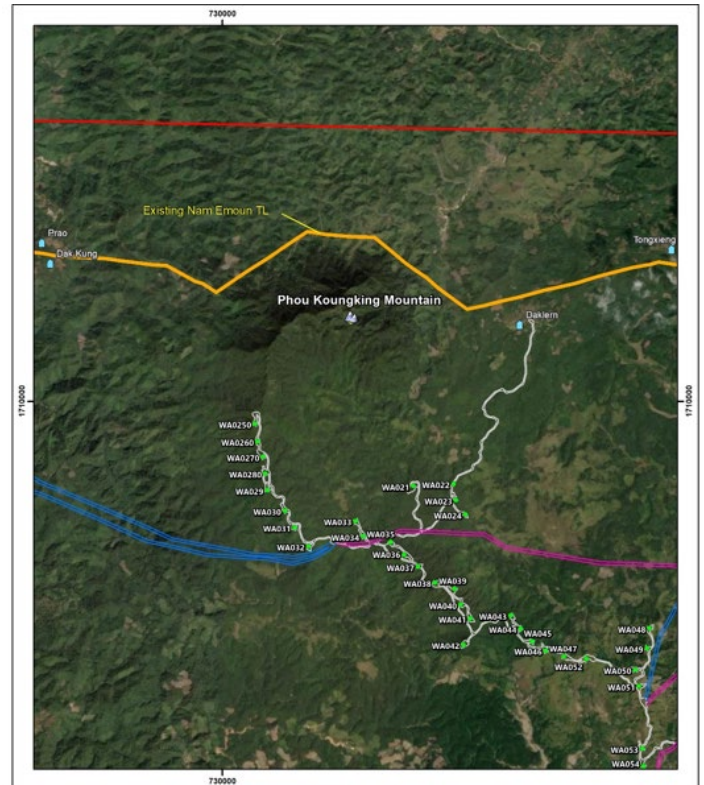 730000
Existing Nam Emoun TL
Prao
Dak Kung
Tongxieng
Phou Koungking Mountain
Daklern
1710000
1710000
WA0250
WA0260
WA0270
WA0280
WA029
WA021
WA022
WA023
WA024
WA030
WA031
WA032
WA033
WA034
WA035
WA036
WA037
WA038
WA039
WA040
WA041
WA042
WA043
WA044
WA045
WA046
WA047
WA052
WA048
WA049
WA050
WA051
WA053
WA054
730000